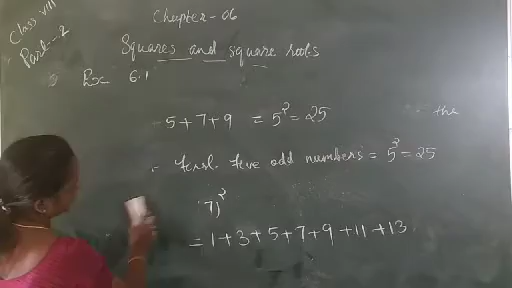 Class VIII
Part-2
Chapter-06
Squares and square roots
Ex 6.1
5+7+9 = 5² = 25
the
First five odd numbers = 5² = 25
7)²
= 1+3+5+7+9+11+13